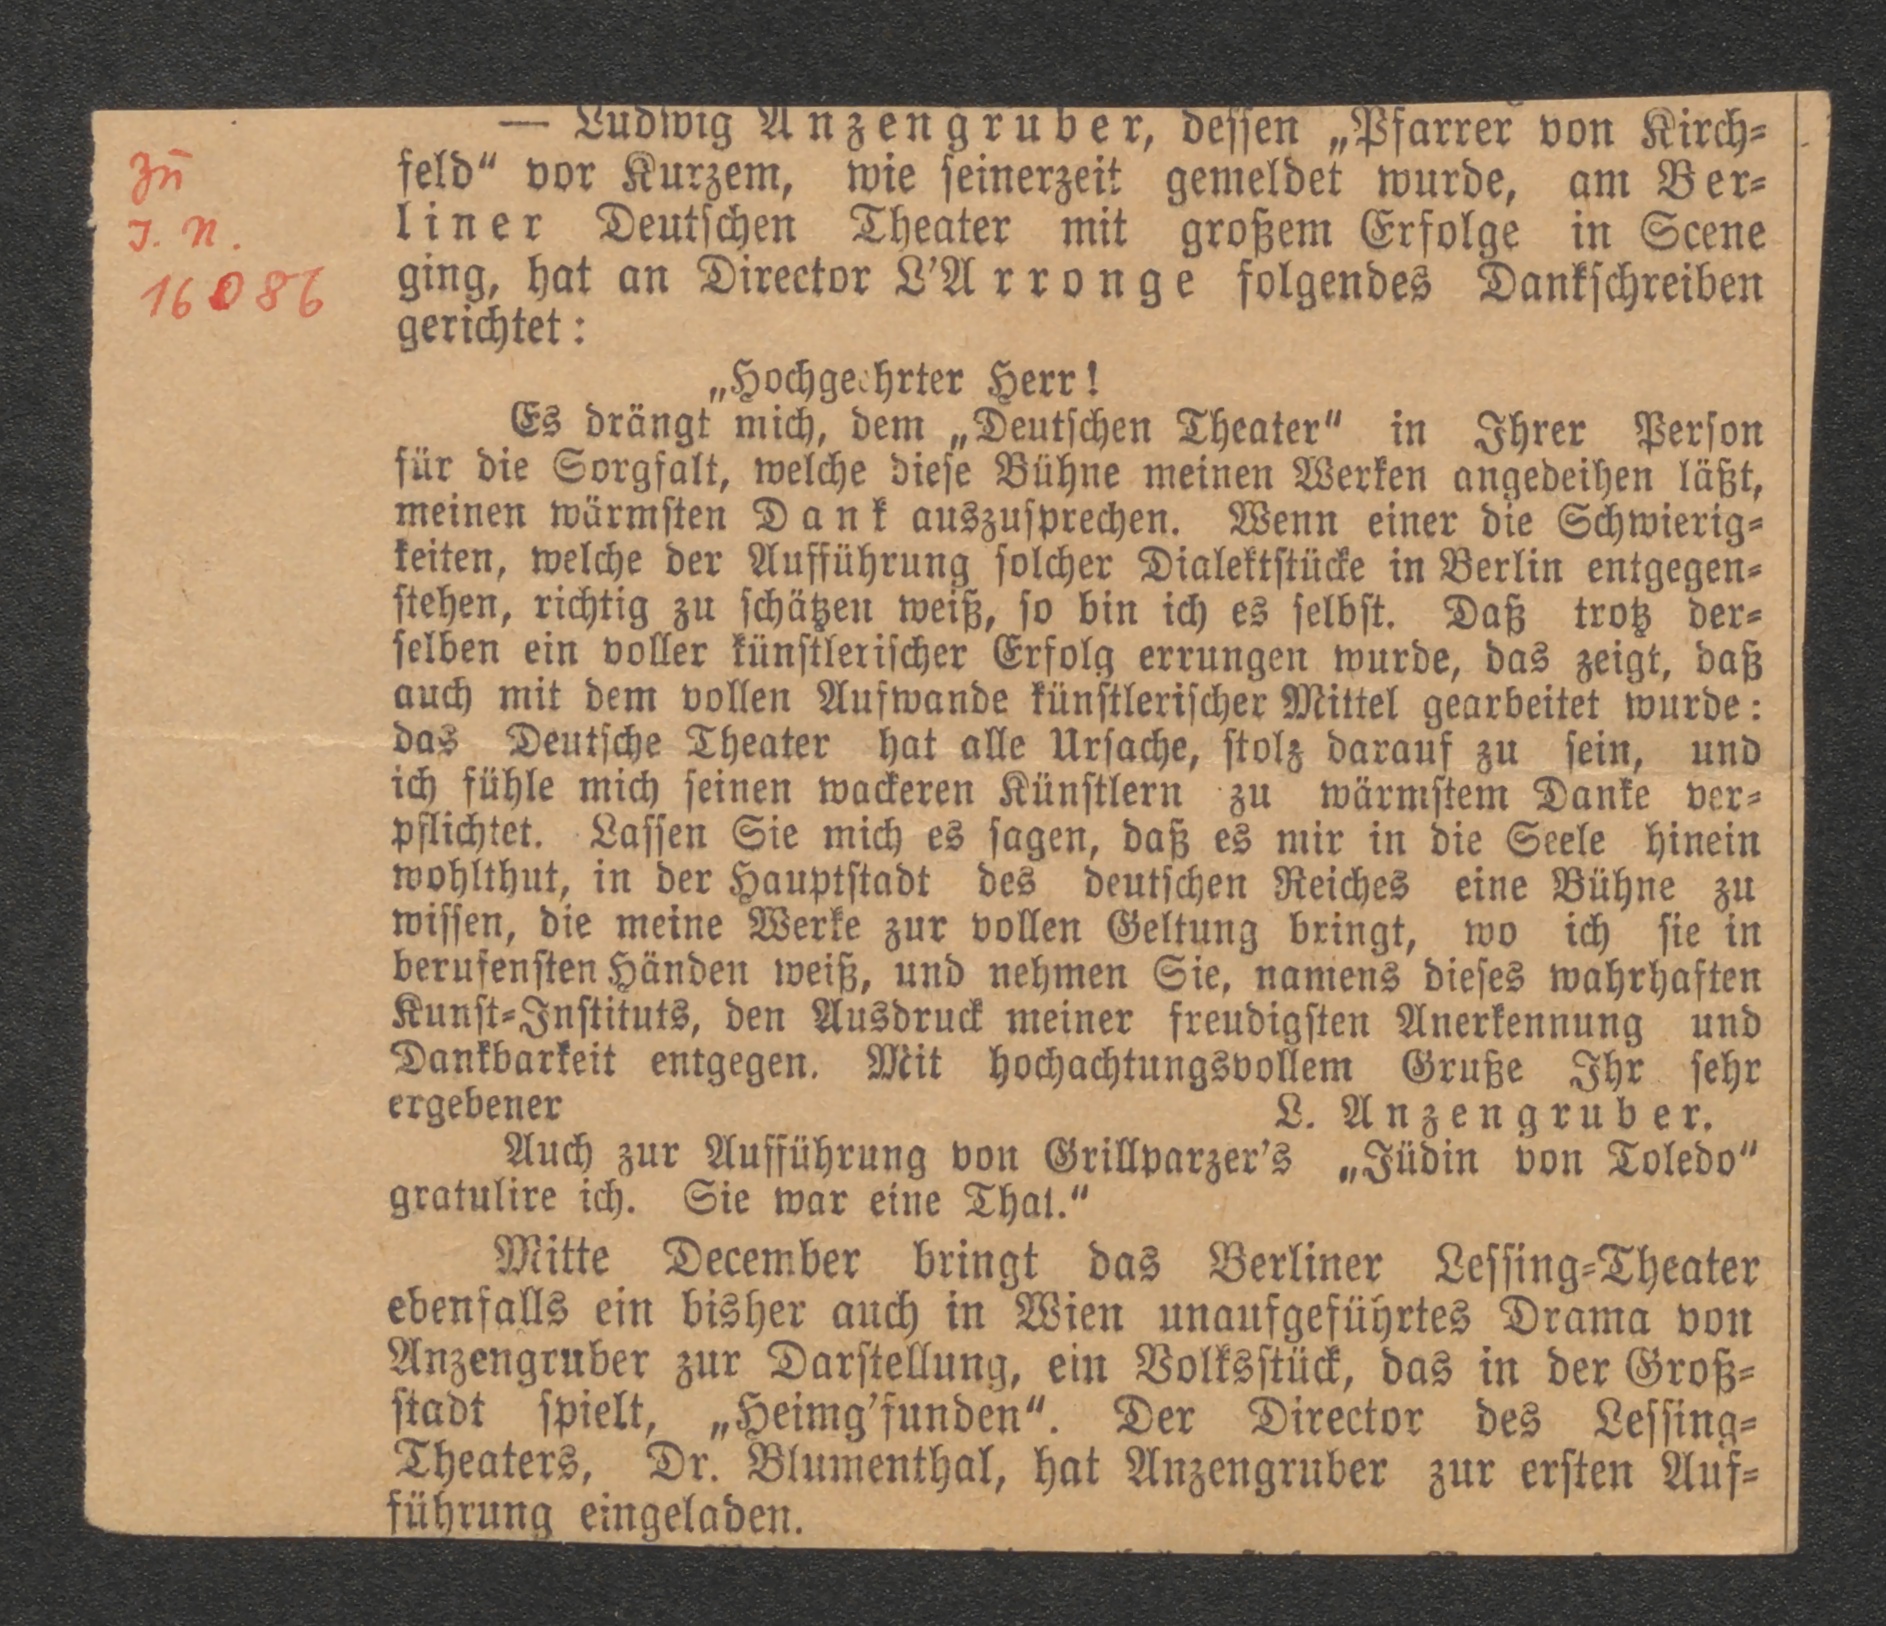 zu
I. N.
16086
— Ludwig Anzengruber, dessen „Pfarrer von Kirch-
feld“ vor Kurzem, wie seinerzeit gemeldet wurde, am Ber-
liner Deutschen Theater mit großem Erfolge in Scene
ging, hat an Director L'Arronge folgendes Dankschreiben
gerichtet:
„Hochgeehrter Herr!
Es drängt mich, dem „Deutschen Theater“ in Ihrer Person
für die Sorgfalt, welche diese Bühne meinen Werken angedeihen läßt,
meinen wärmsten Dank auszusprechen. Wenn einer die Schwierig-
keiten, welche der Aufführung solcher Dialektstücke in Berlin entgegen-
stehen, richtig zu schätzen weiß, so bin ich es selbst. Daß trotz der-
selben ein voller künstlerischer Erfolg errungen wurde, das zeigt, daß
auch mit dem vollen Aufwande künstlerischer Mittel gearbeitet wurde:
das Deutsche Theater hat alle Ursache, stolz darauf zu sein, und
ich fühle mich seinen wackeren Künstlern zu wärmstem Danke ver-
pflichtet. Lassen Sie mich es sagen, daß es mir in die Seele hinein
wohlthut, in der Hauptstadt des deutschen Reiches eine Bühne zu
wissen, die meine Werke zur vollen Geltung bringt, wo ich sie in
berufensten Händen weiß, und nehmen Sie, namens dieses wahrhaften
Kunst-Instituts, den Ausdruck meiner freudigsten Anerkennung und
Dankbarkeit entgegen. Mit hochachtungsvollem Gruße Ihr sehr
ergebener L. Anzengruber.
Auch zur Aufführung von Grillparzer's „Jüdin von Toledo“
gratulire ich. Sie war eine That.“
Mitte December bringt das Berliner Lessing-Theater
ebenfalls ein bisher auch in Wien unaufgeführtes Drama von
Anzengruber zur Darstellung, ein Volksstück, das in der Groß-
stadt spielt, „Heimg'funden“. Der Director des Lessing-
Theaters, Dr. Blumenthal, hat Anzengruber zur ersten Auf-
führung eingeladen.